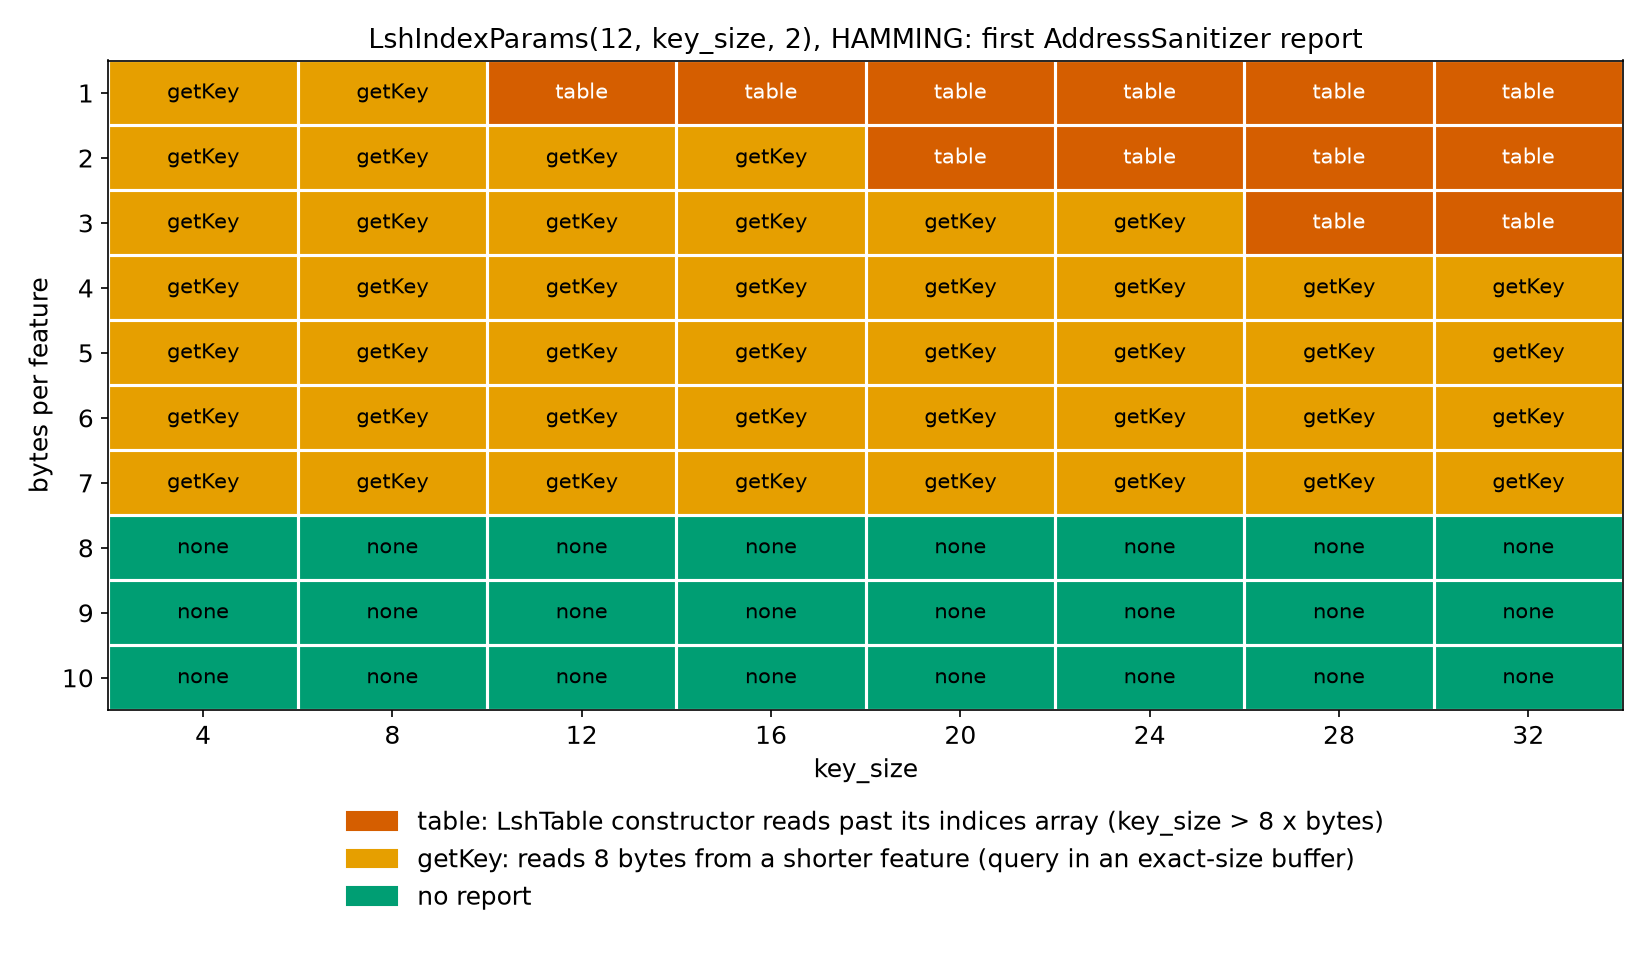 LshIndexParams(12, key_size, 2), HAMMING: first AddressSanitizer report
bytes per feature
1 getKey getKey table table table table table table
2 getKey getKey getKey getKey table table table table
3 getKey getKey getKey getKey getKey getKey table table
4 getKey getKey getKey getKey getKey getKey getKey getKey
5 getKey getKey getKey getKey getKey getKey getKey getKey
6 getKey getKey getKey getKey getKey getKey getKey getKey
7 getKey getKey getKey getKey getKey getKey getKey getKey
8 none none none none none none none none
9 none none none none none none none none
10 none none none none none none none none
4 8 12 16 20 24 28 32
key_size
table: LshTable constructor reads past its indices array (key_size > 8 x bytes)
getKey: reads 8 bytes from a shorter feature (query in an exact-size buffer)
no report